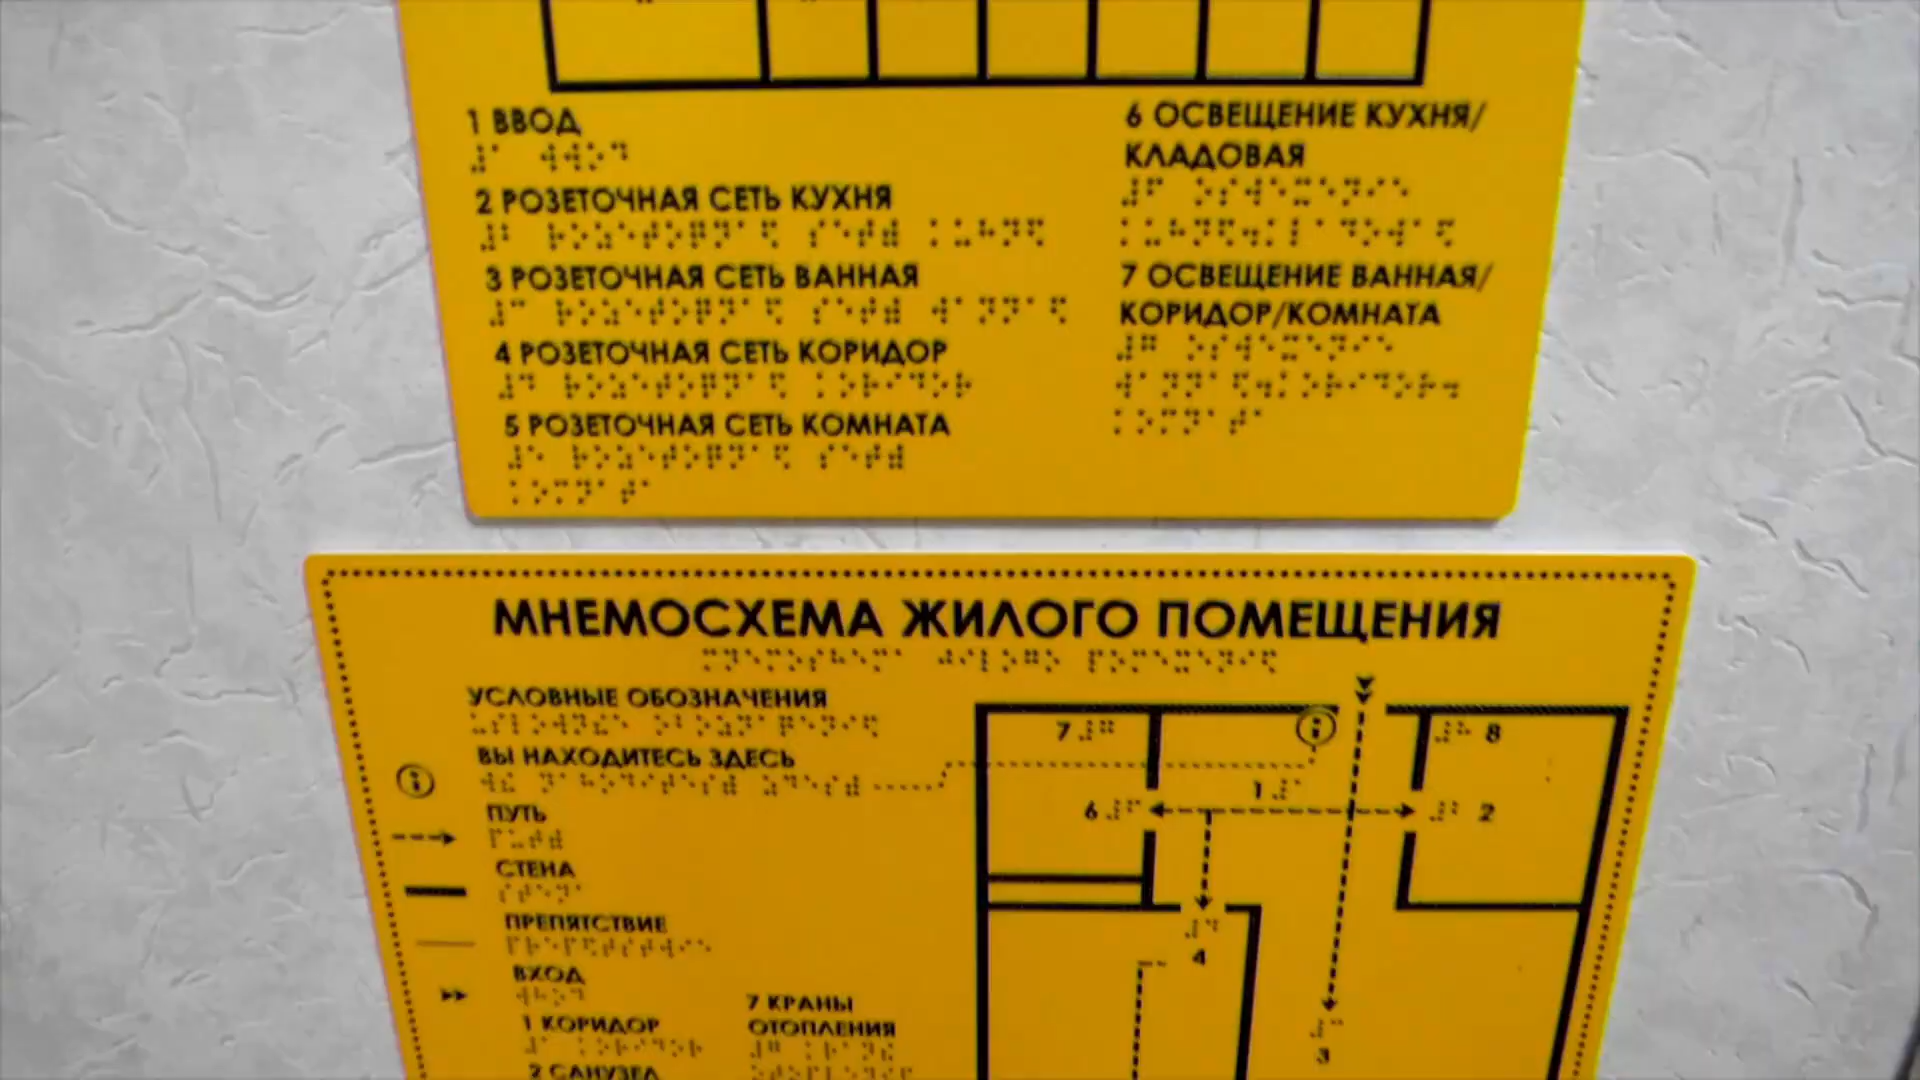 1 ВВОД
2 РОЗЕТОЧНАЯ СЕТЬ КУХНЯ
3 РОЗЕТОЧНАЯ СЕТЬ ВАННАЯ
4 РОЗЕТОЧНАЯ СЕТЬ КОРИДОР
5 РОЗЕТОЧНАЯ СЕТЬ КОМНАТА
6 ОСВЕЩЕНИЕ КУХНЯ/
КЛАДОВАЯ
7 ОСВЕЩЕНИЕ ВАННАЯ/
КОРИДОР/КОМНАТА
МНЕМОСХЕМА ЖИЛОГО ПОМЕЩЕНИЯ
УСЛОВНЫЕ ОБОЗНАЧЕНИЯ
ВЫ НАХОДИТЕСЬ ЗДЕСЬ
ПУТЬ
СТЕНА
ПРЕПЯТСТВИЕ
ВХОД
1 КОРИДОР
2 САНУЗЕЛ
7 КРАНЫ
ОТОПЛЕНИЯ
7
8
1
6
2
4
3